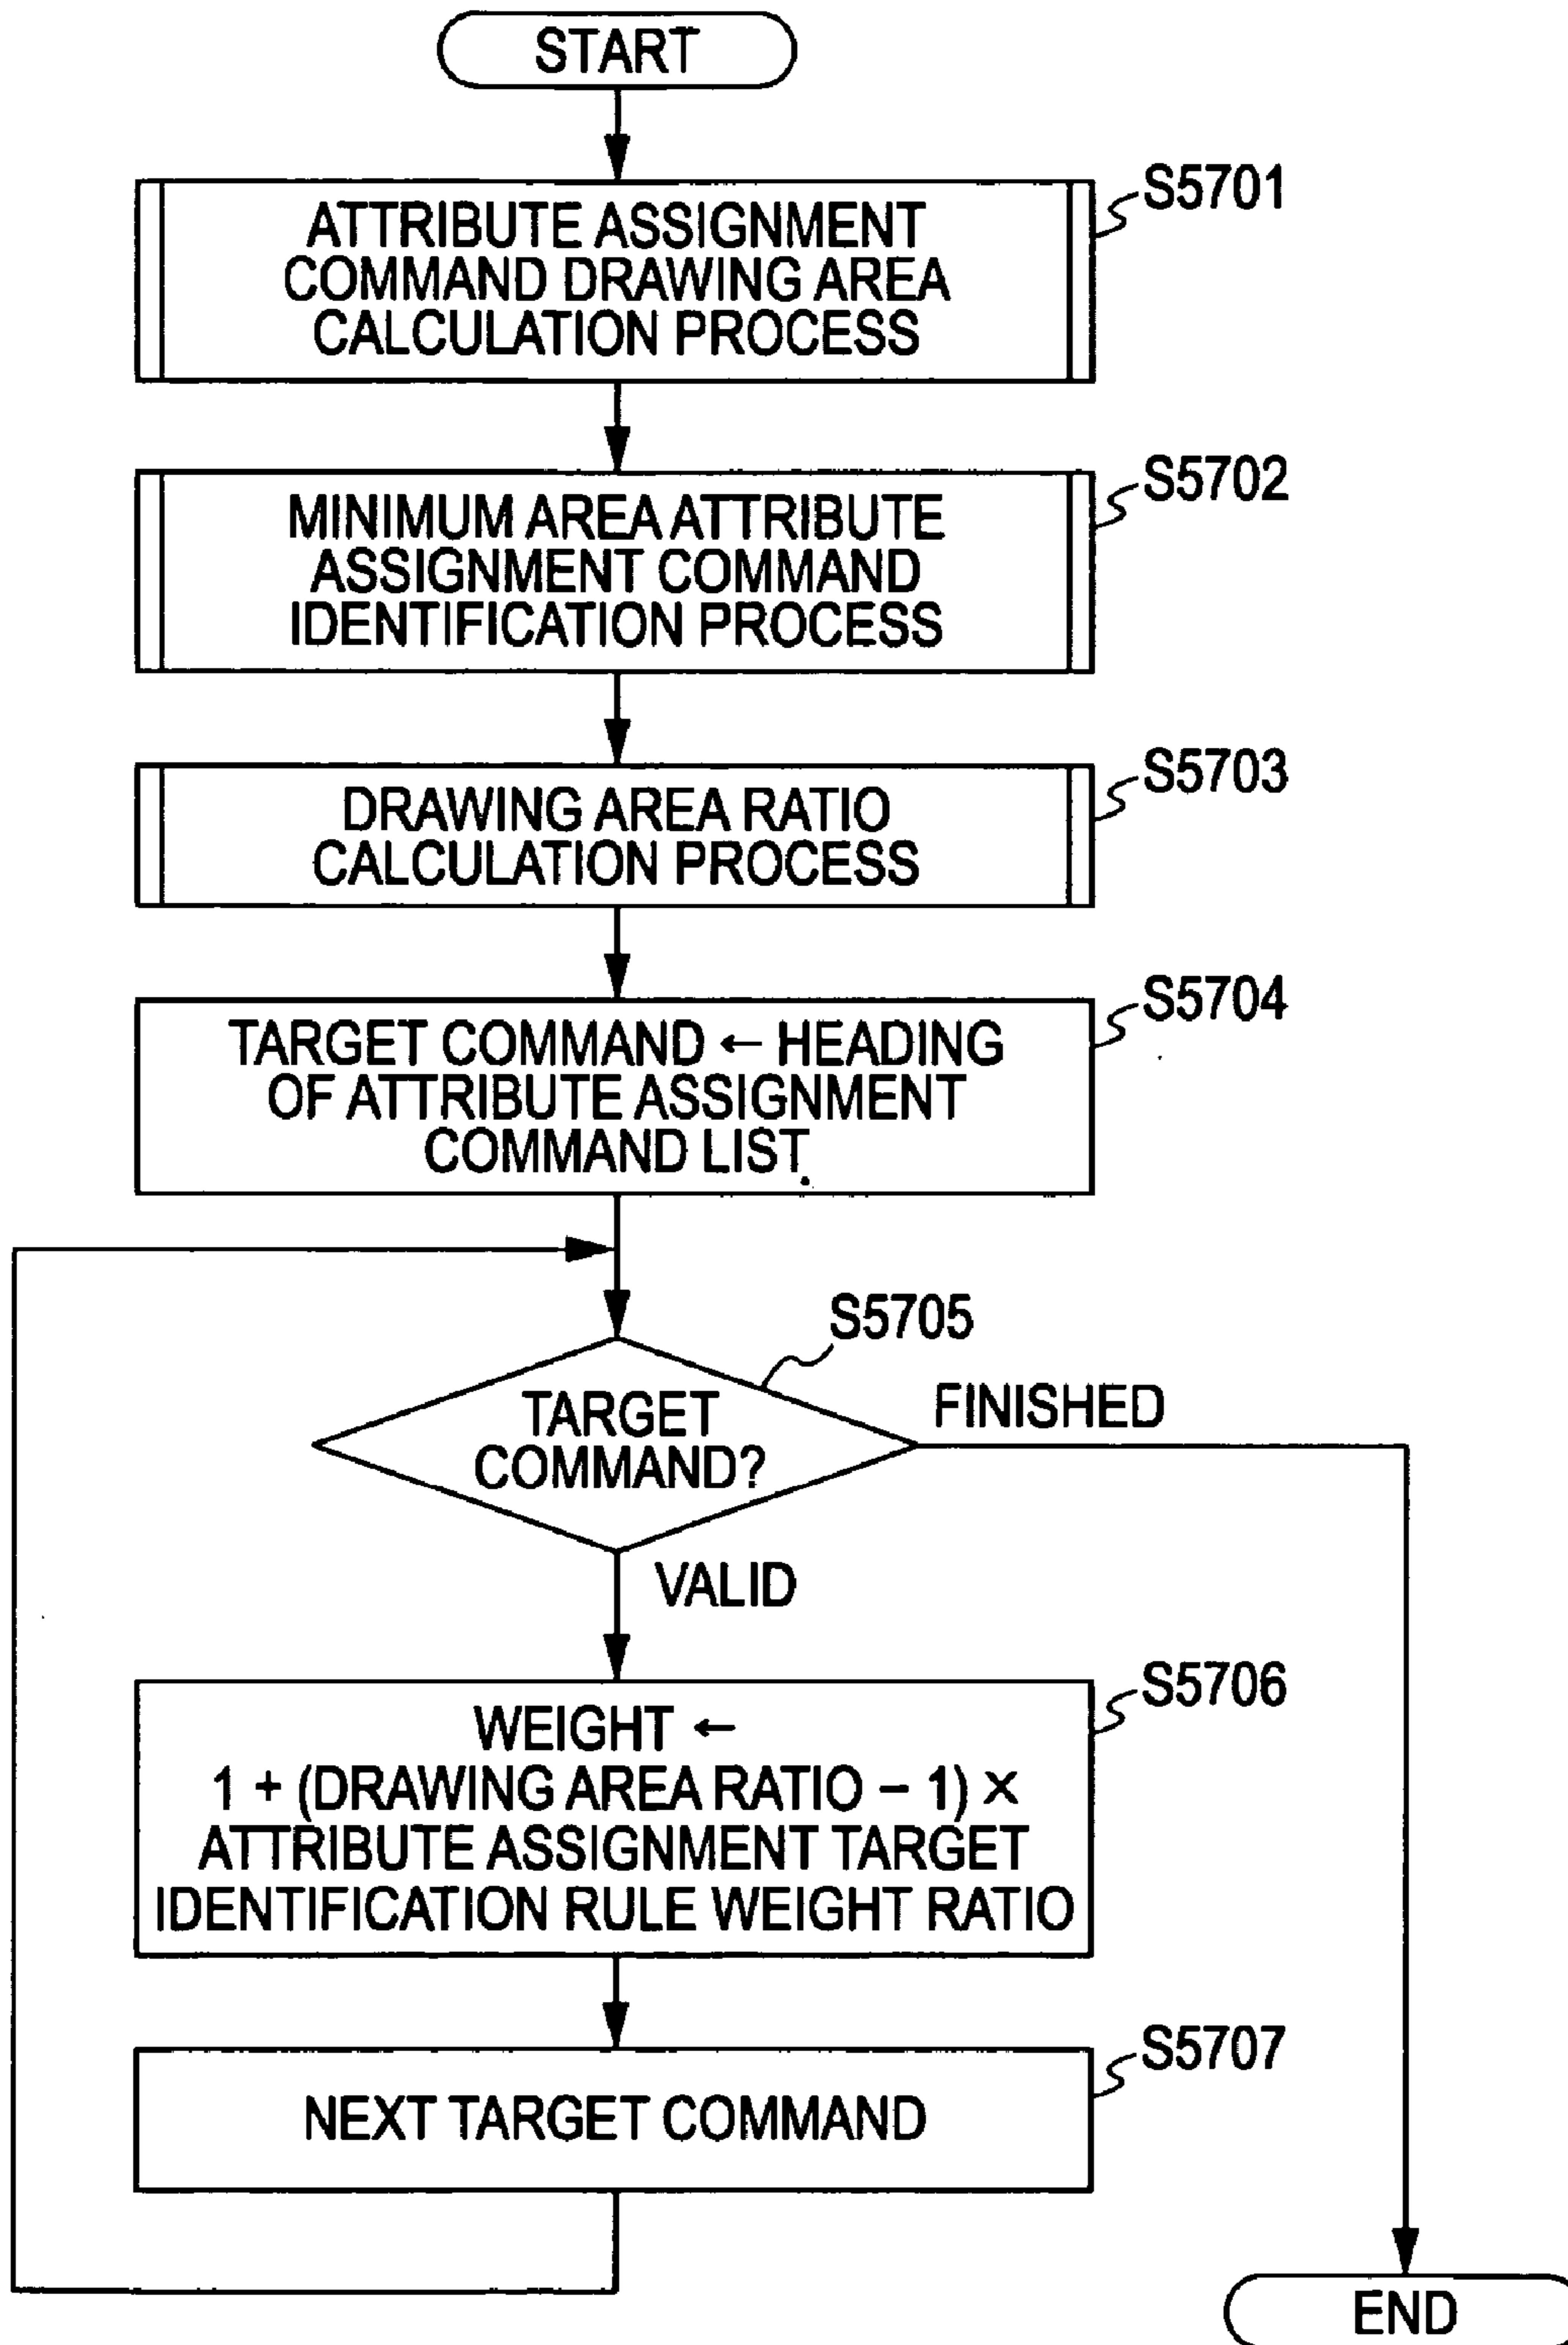 START
S5701
ATTRIBUTE ASSIGNMENT
COMMAND DRAWING AREA
CALCULATION PROCESS
S5702
MINIMUM AREA ATTRIBUTE
ASSIGNMENT COMMAND
IDENTIFICATION PROCESS
S5703
DRAWING AREA RATIO
CALCULATION PROCESS
S5704
TARGET COMMAND ← HEADING
OF ATTRIBUTE ASSIGNMENT
COMMAND LIST
S5705
TARGET
COMMAND?
FINISHED
VALID
S5706
WEIGHT ←
1 + (DRAWING AREA RATIO − 1) ×
ATTRIBUTE ASSIGNMENT TARGET
IDENTIFICATION RULE WEIGHT RATIO
S5707
NEXT TARGET COMMAND
END